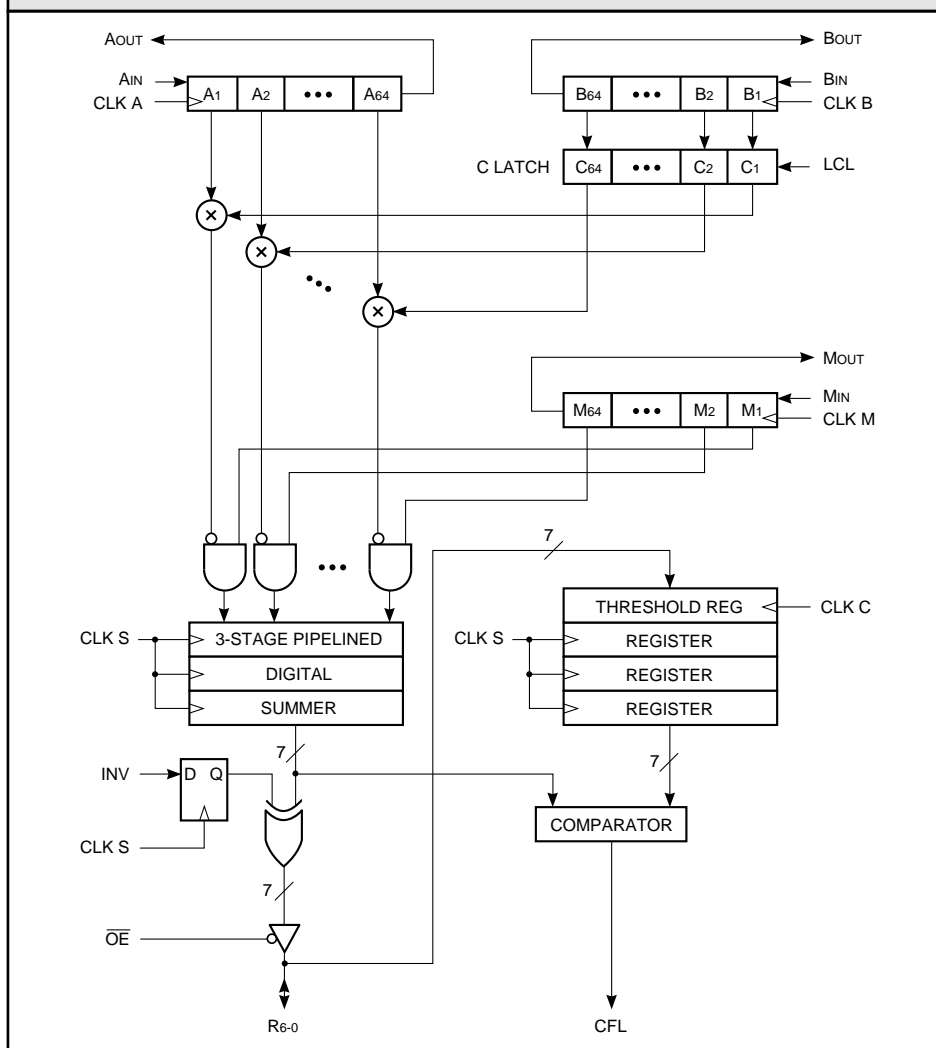 AOUT
BOUT
AIN
CLK A
A1 A2 ••• A64
B64 ••• B2 B1
BIN
CLK B
C LATCH
C64 ••• C2 C1
LCL
×
×
•••
×
MOUT
M64 ••• M2 M1
MIN
CLK M
•••
7
THRESHOLD REG
CLK C
CLK S
3-STAGE PIPELINED
DIGITAL
SUMMER
CLK S
REGISTER
REGISTER
REGISTER
7
7
INV
D Q
CLK S
COMPARATOR
7
OE
R6-0
CFL